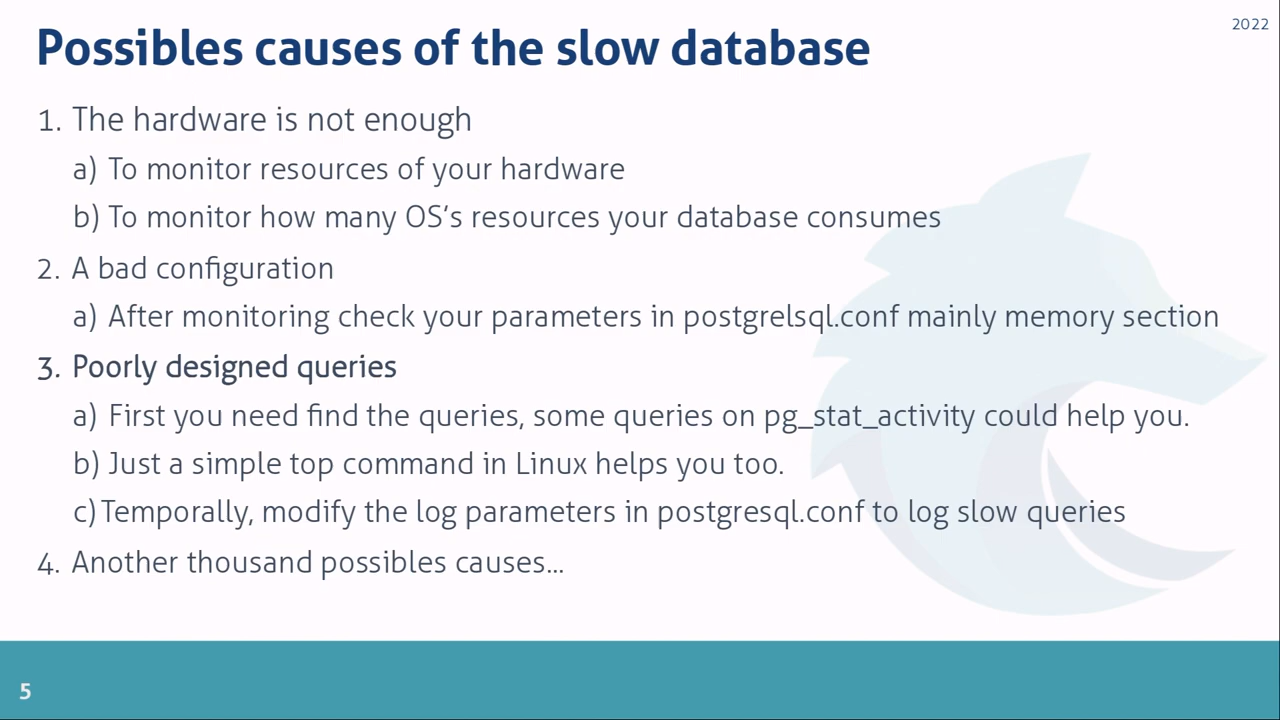 2022
Possibles causes of the slow database
1. The hardware is not enough
a) To monitor resources of your hardware
b) To monitor how many OS's resources your database consumes
2. A bad configuration
a) After monitoring check your parameters in postgrelsql.conf mainly memory section
3. Poorly designed queries
a) First you need find the queries, some queries on pg_stat_activity could help you.
b) Just a simple top command in Linux helps you too.
c) Temporally, modify the log parameters in postgresql.conf to log slow queries
4. Another thousand possibles causes...
5